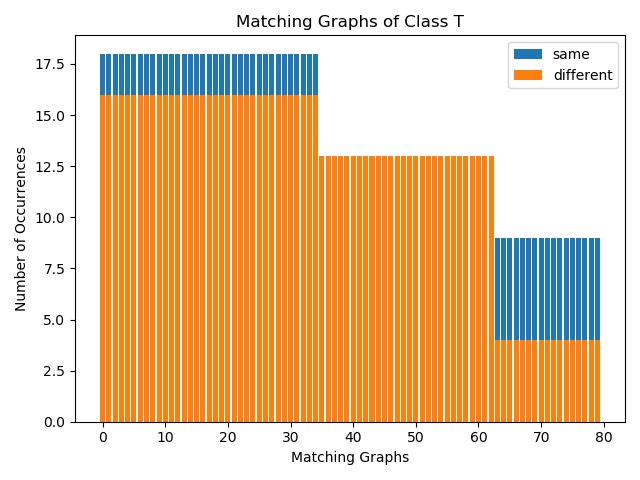 Matching Graphs of Class T
same
different
Number of Occurrences
17.5
15.0
12.5
10.0
7.5
5.0
2.5
0.0
0 10 20 30 40 50 60 70 80
Matching Graphs